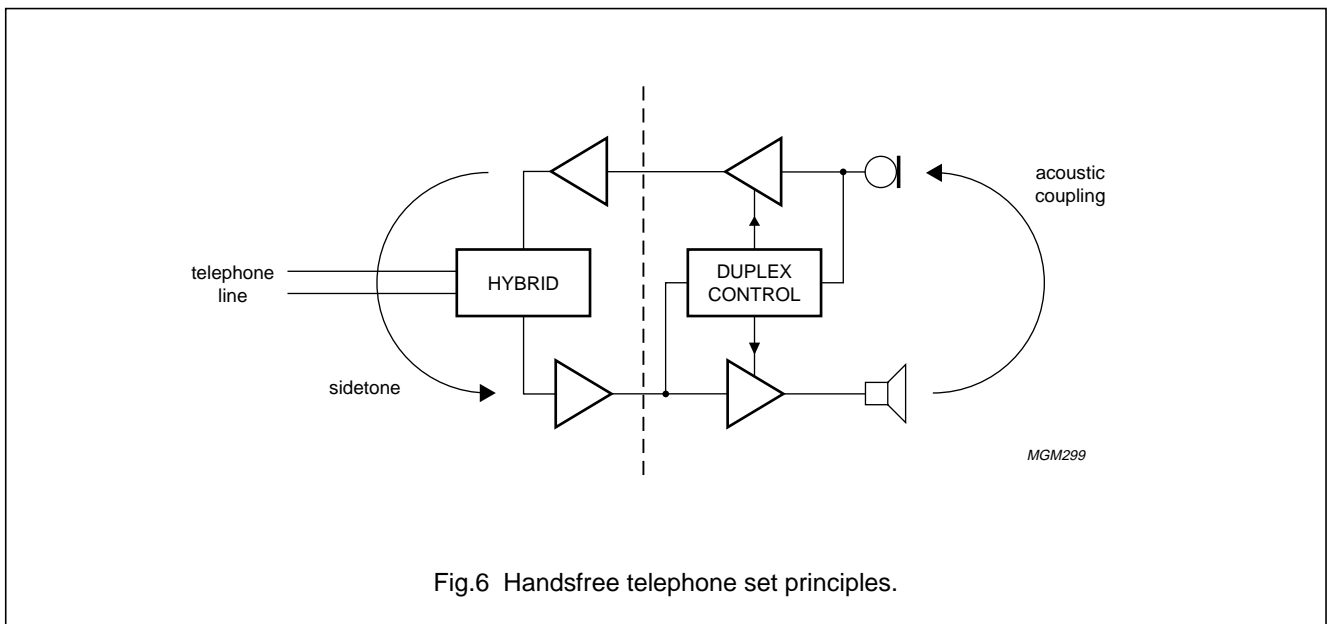 acoustic
coupling
telephone
line
HYBRID
DUPLEX
CONTROL
sidetone
MGM299
Fig.6 Handsfree telephone set principles.